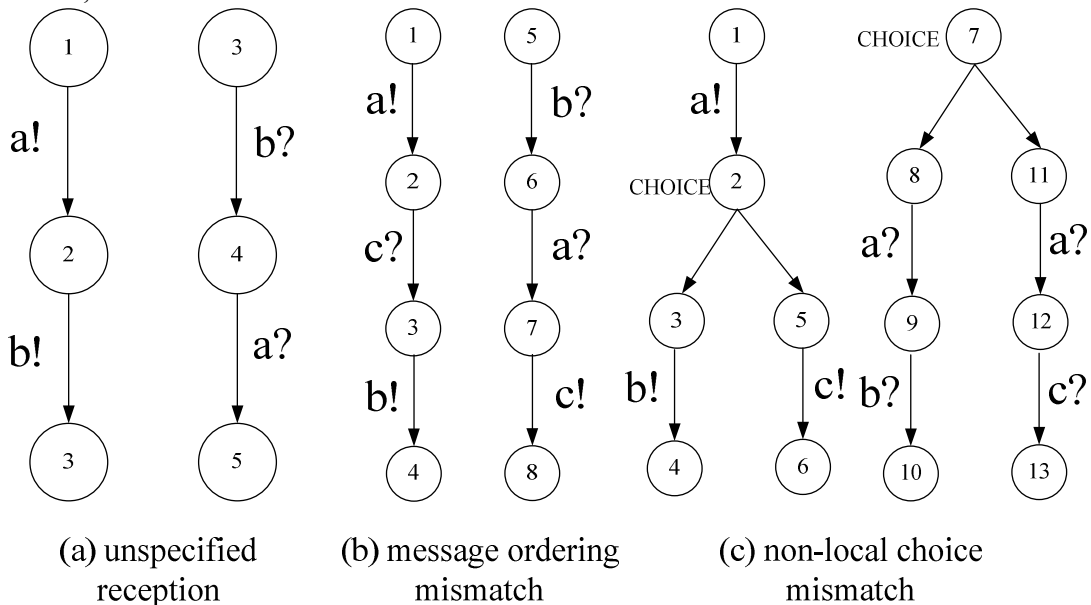 1
3
a!
b?
2
4
b!
a?
3
5
(a) unspecified
reception
1
5
a!
b?
2
6
c?
a?
3
7
b!
c!
4
8
(b) message ordering
mismatch
1
CHOICE 7
a!
CHOICE 2
8
11
a?
a?
3
5
9
12
b!
c!
b?
c?
4
6
10
13
(c) non-local choice
mismatch